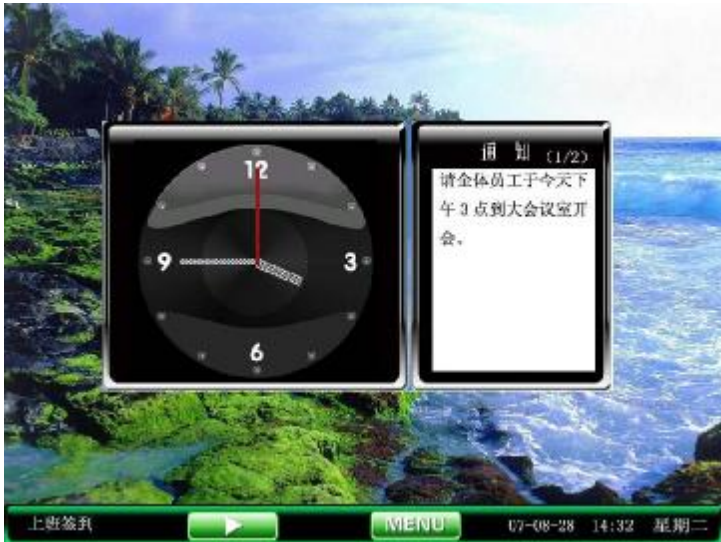 12
9
3
6
通 知 (1/2)
请全体员工于今天下
午3点到大会议室开
会。
上班签到
MENU
07-08-28 14:32 星期二